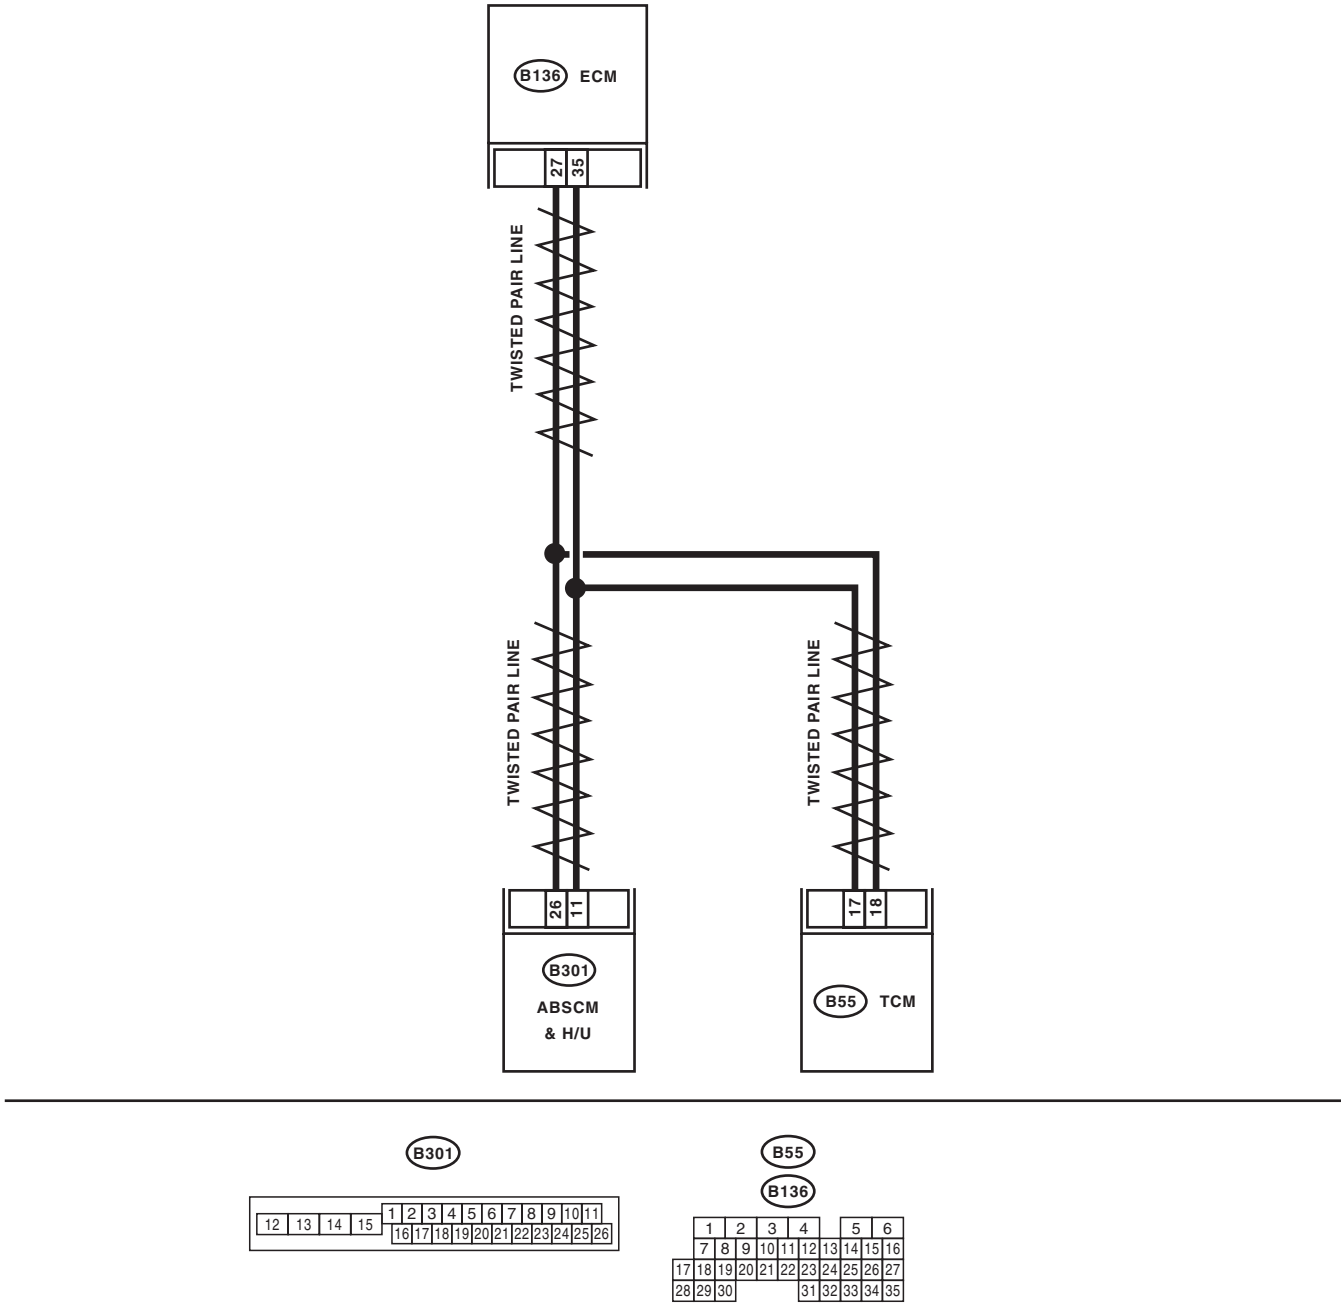 B136 ECM
27 35
TWISTED PAIR LINE
TWISTED PAIR LINE
TWISTED PAIR LINE
26 11
17 18
B301
ABSCM
& H/U
B55 TCM
B301
1 2 3 4 5 6 7 8 9 10 11
12 13 14 15
16 17 18 19 20 21 22 23 24 25 26
B55
B136
1 2 3 4 5 6
7 8 9 10 11 12 13 14 15 16
17 18 19 20 21 22 23 24 25 26 27
28 29 30 31 32 33 34 35